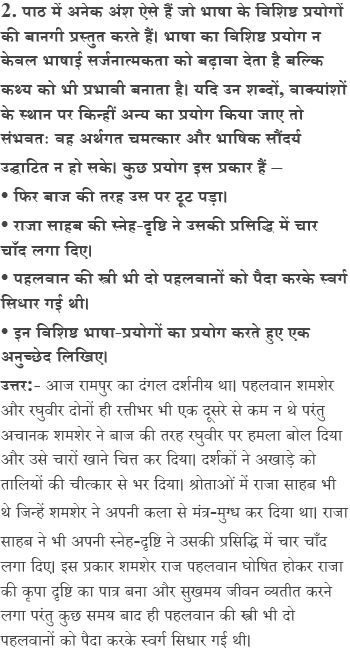 2. पाठ में अनेक अंश ऐसे हैं जो भाषा के विशिष्ट प्रयोगों
की बानगी प्रस्तुत करते हैं। भाषा का विशिष्ट प्रयोग न
केवल भाषाई सर्जनात्मकता को बढ़ावा देता है बल्कि
कथ्य को भी प्रभावी बनाता है। यदि उन शब्दों, वाक्यांशों
के स्थान पर किन्हीं अन्य का प्रयोग किया जाए तो
संभवतः वह अर्थगत चमत्कार और भाषिक सौंदर्य
उद्घाटित न हो सके। कुछ प्रयोग इस प्रकार हैं –
• फिर बाज की तरह उस पर टूट पड़ा।
• राजा साहब की स्नेह-दृष्टि ने उसकी प्रसिद्धि में चार
चाँद लगा दिए।
• पहलवान की स्त्री भी दो पहलवानों को पैदा करके स्वर्ग
सिधार गई थी।
• इन विशिष्ट भाषा-प्रयोगों का प्रयोग करते हुए एक
अनुच्छेद लिखिए।
उत्तर:- आज रामपुर का दंगल दर्शनीय था। पहलवान शमशेर
और रघुवीर दोनों ही रत्तीभर भी एक दूसरे से कम न थे परंतु
अचानक शमशेर ने बाज की तरह रघुवीर पर हमला बोल दिया
और उसे चारों खाने चित्त कर दिया। दर्शकों ने अखाड़े को
तालियों की चीत्कार से भर दिया। श्रोताओं में राजा साहब भी
थे जिन्हें शमशेर ने अपनी कला से मंत्र-मुग्ध कर दिया था। राजा
साहब ने भी अपनी स्नेह-दृष्टि ने उसकी प्रसिद्धि में चार चाँद
लगा दिए। इस प्रकार शमशेर राज पहलवान घोषित होकर राजा
की कृपा दृष्टि का पात्र बना और सुखमय जीवन व्यतीत करने
लगा परंतु कुछ समय बाद ही पहलवान की स्त्री भी दो
पहलवानों को पैदा करके स्वर्ग सिधार गई थी।